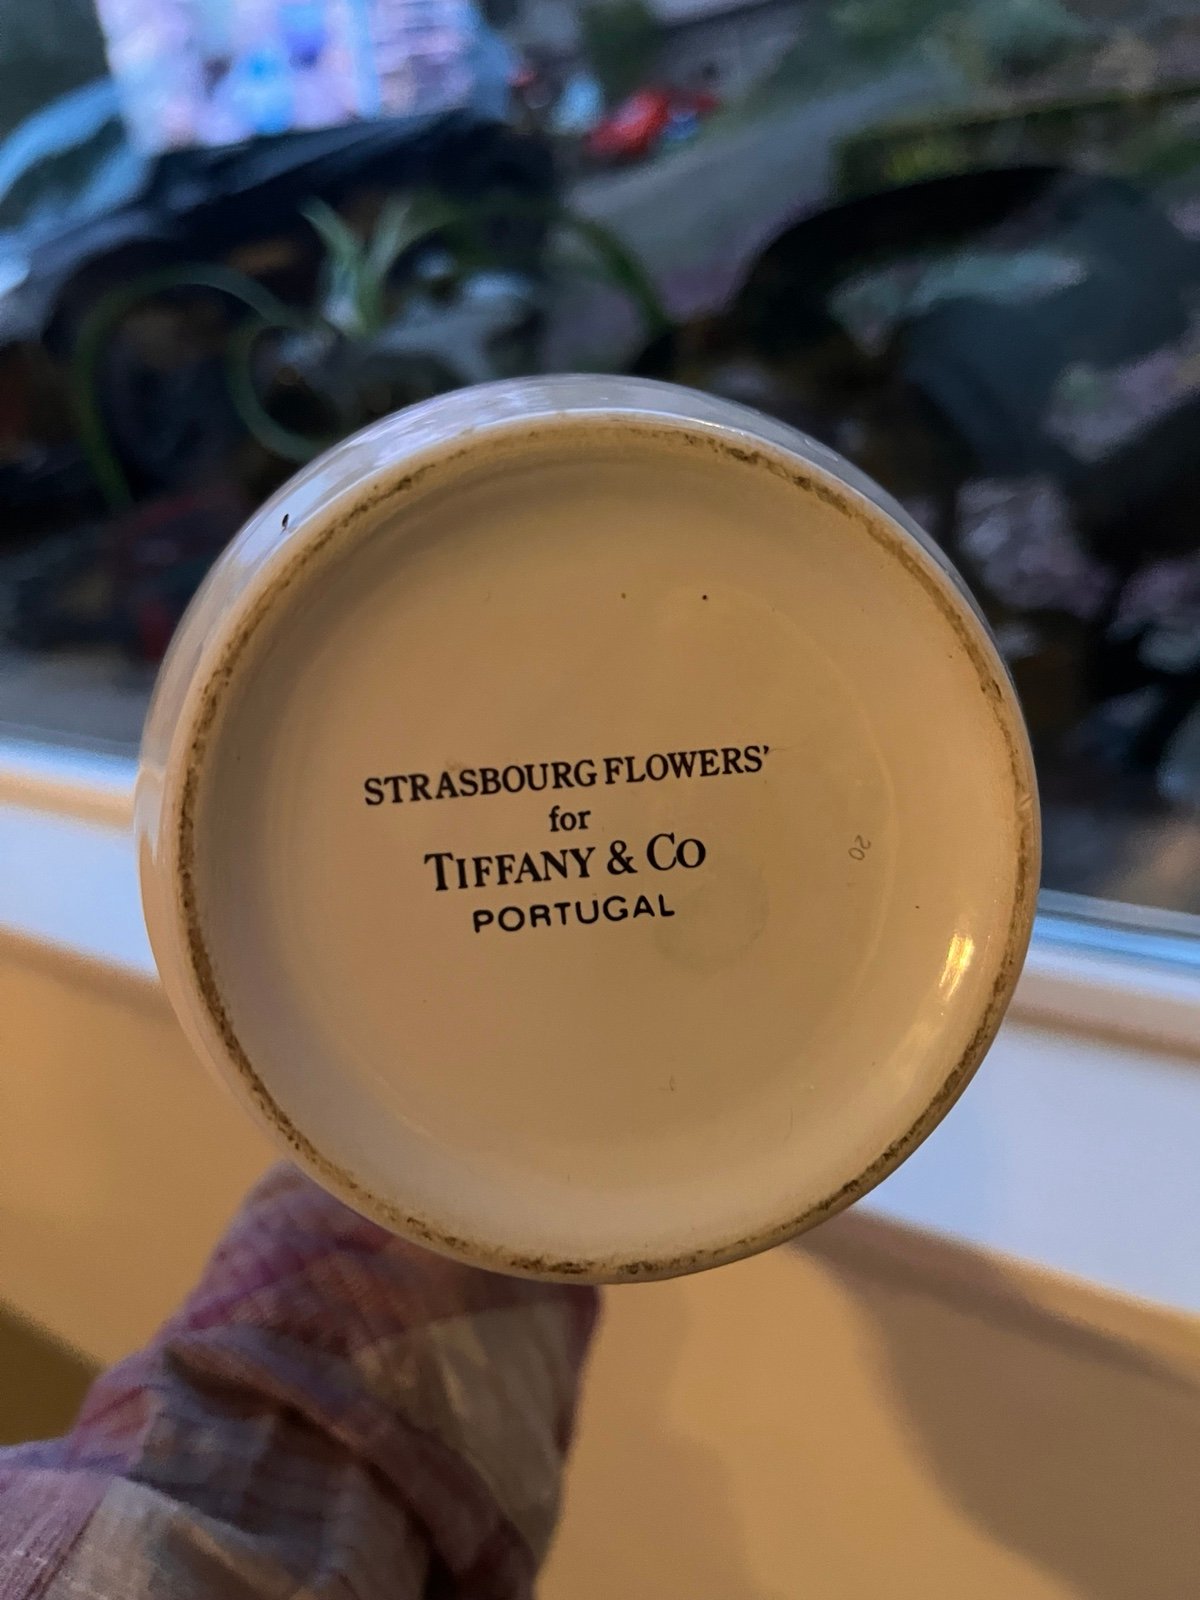 STRASBOURG FLOWERS’
for
TIFFANY & CO
PORTUGAL
20